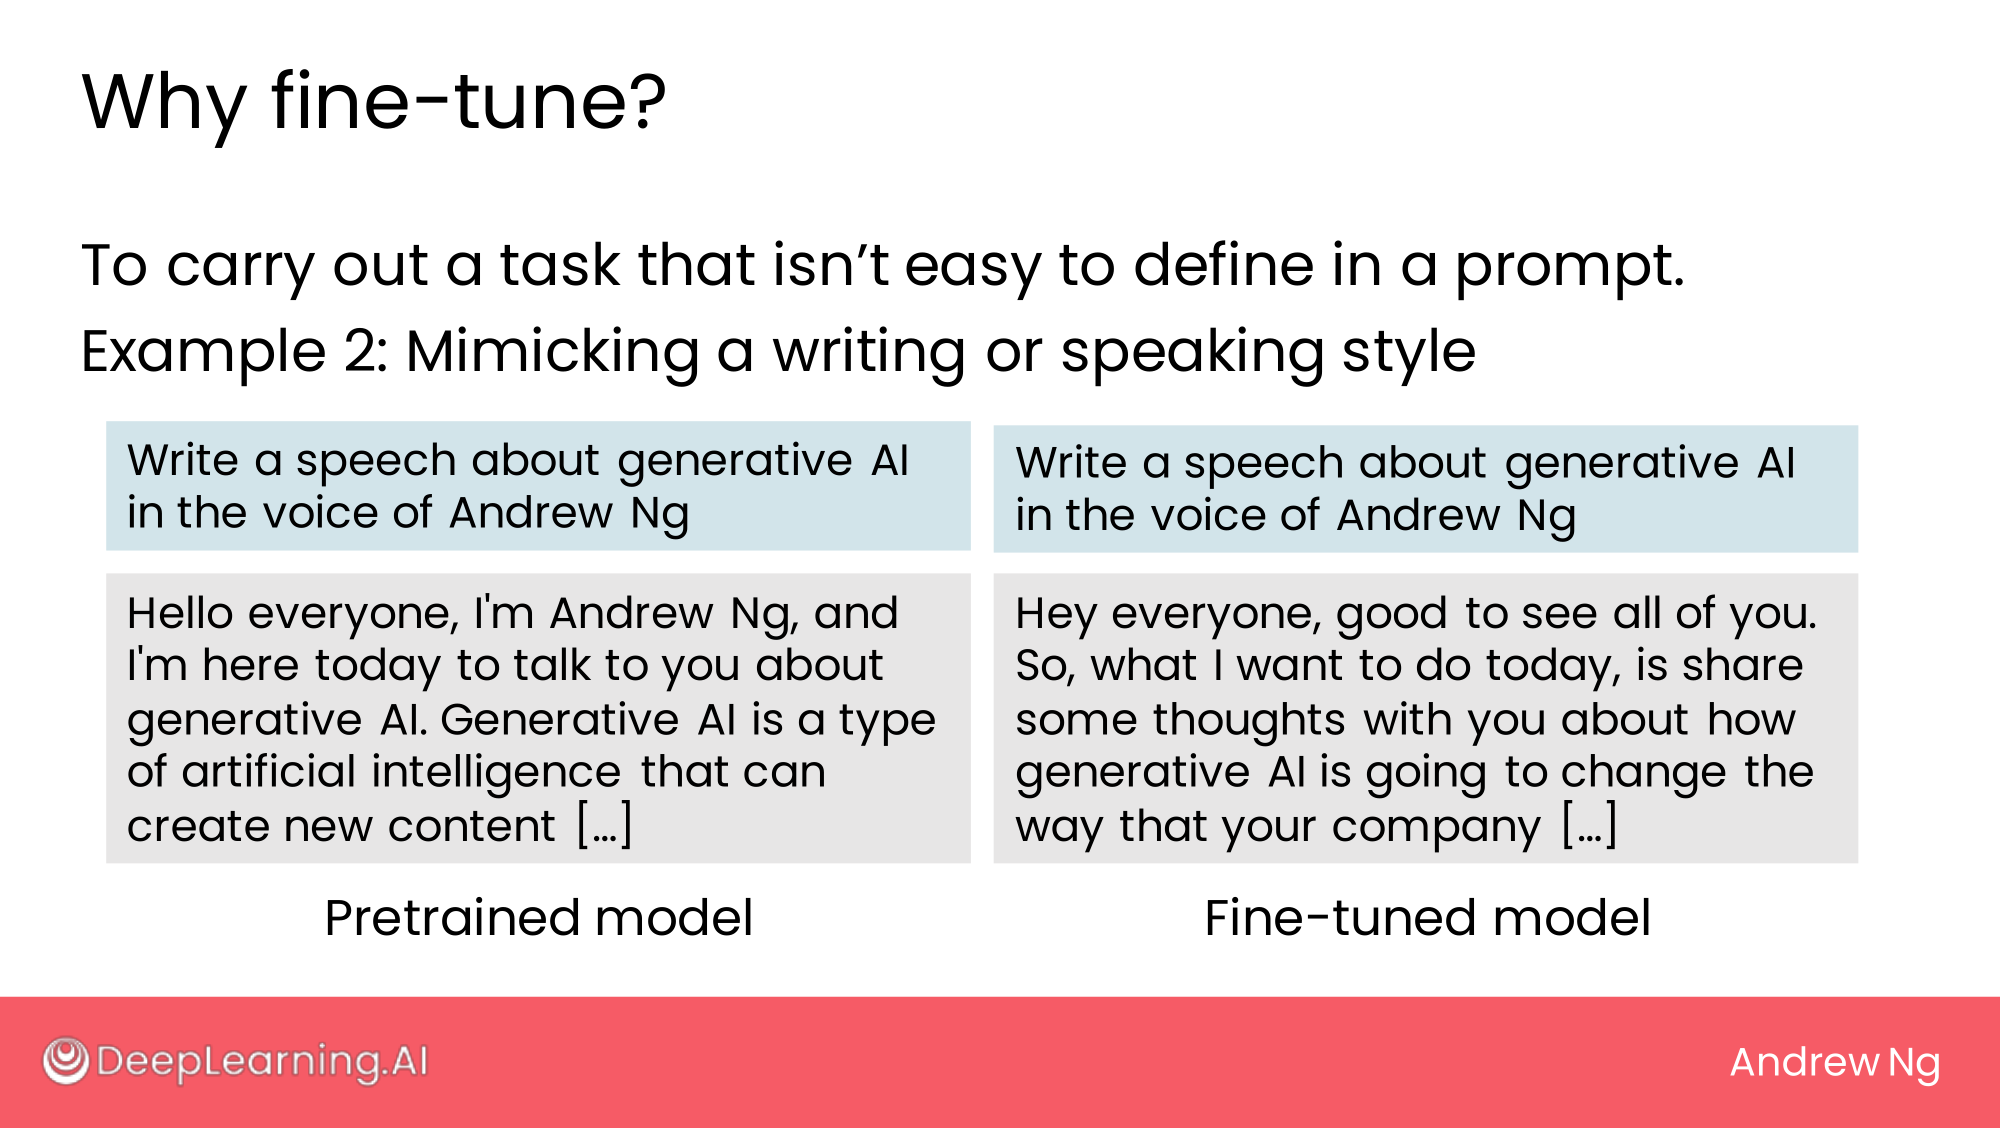 Why fine-tune?
To carry out a task that isn’t easy to define in a prompt.
Example 2: Mimicking a writing or speaking style
Write a speech about generative AI
in the voice of Andrew Ng
Hello everyone, I'm Andrew Ng, and
I'm here today to talk to you about
generative AI. Generative AI is a type
of artificial intelligence that can
create new content […]
Pretrained model
Write a speech about generative AI
in the voice of Andrew Ng
Hey everyone, good to see all of you.
So, what I want to do today, is share
some thoughts with you about how
generative AI is going to change the
way that your company […]
Fine-tuned model
DeepLearning.AI
Andrew Ng